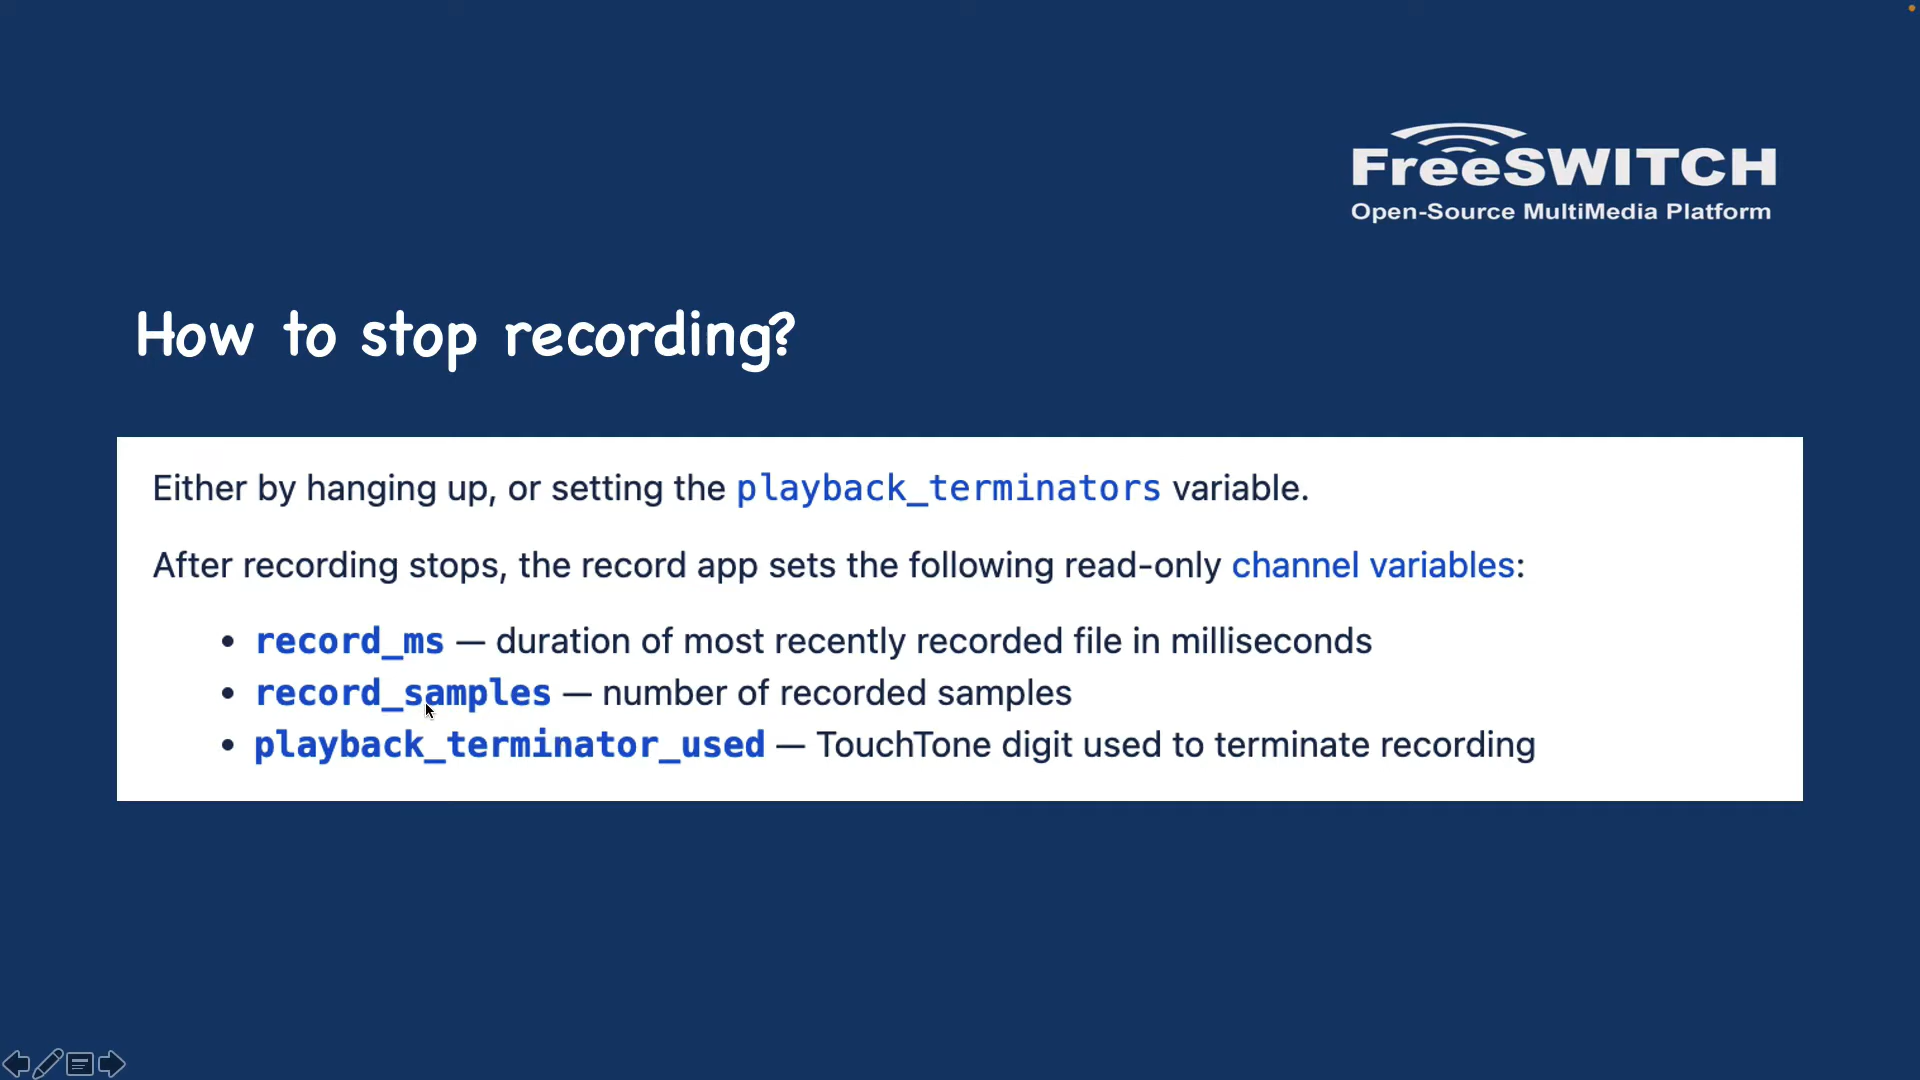 FreeSWITCH
Open-Source MultiMedia Platform
How to stop recording?
Either by hanging up, or setting the playback_terminators variable.
After recording stops, the record app sets the following read-only channel variables:
• record_ms — duration of most recently recorded file in milliseconds
• record_samples — number of recorded samples
• playback_terminator_used — TouchTone digit used to terminate recording